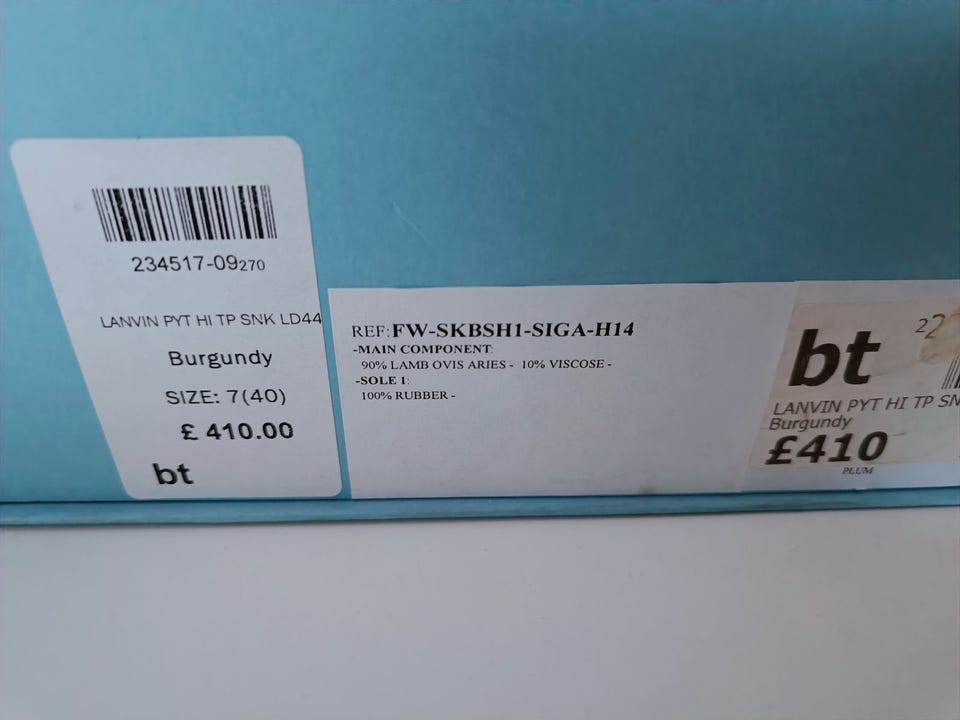 234517-09270
LANVIN PYT HI TP SNK LD44
Burgundy
SIZE: 7(40)
£ 410.00
bt
REF:FW-SKBSH1-SIGA-H14
-MAIN COMPONENT:
90% LAMB OVIS ARIES - 10% VISCOSE -
-SOLE 1:
100% RUBBER -
bt
LANVIN PYT HI TP SN
Burgundy
£410
PLUM